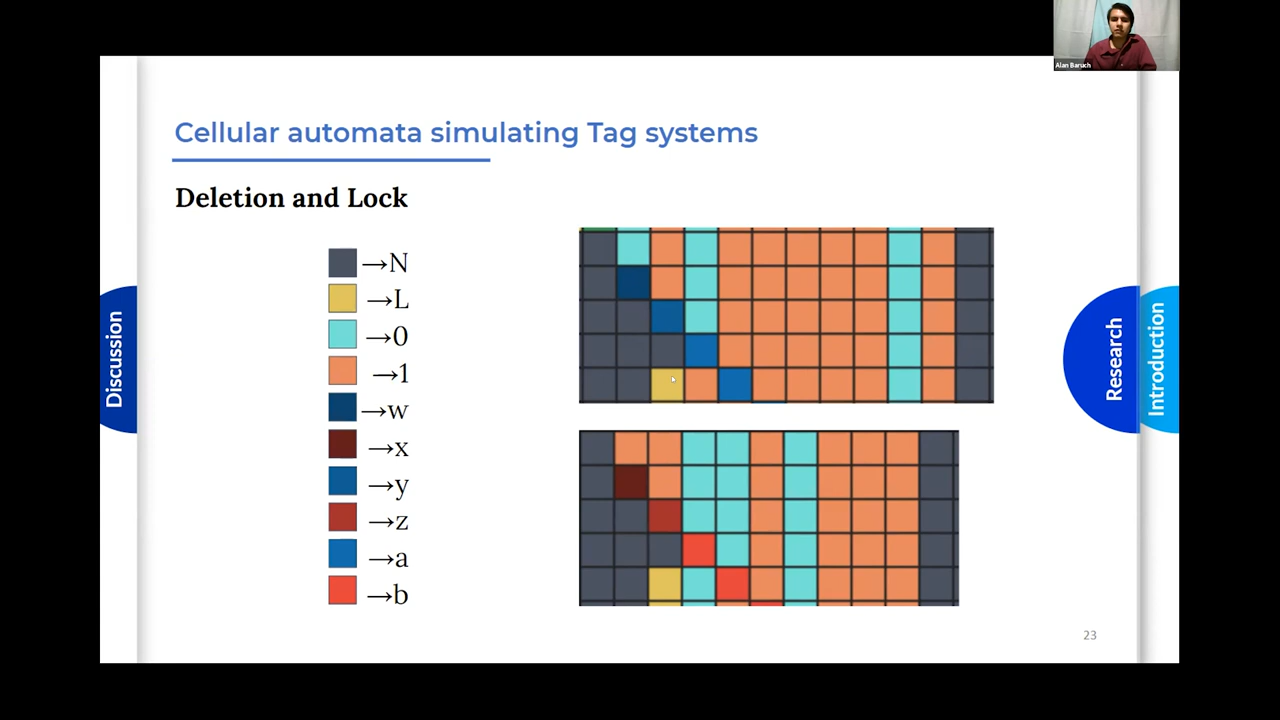 Alan Baruch
Cellular automata simulating Tag systems
Deletion and Lock
→N
→L
→0
→1
→w
→x
→y
→z
→a
→b
Discussion
Research
Introduction
23